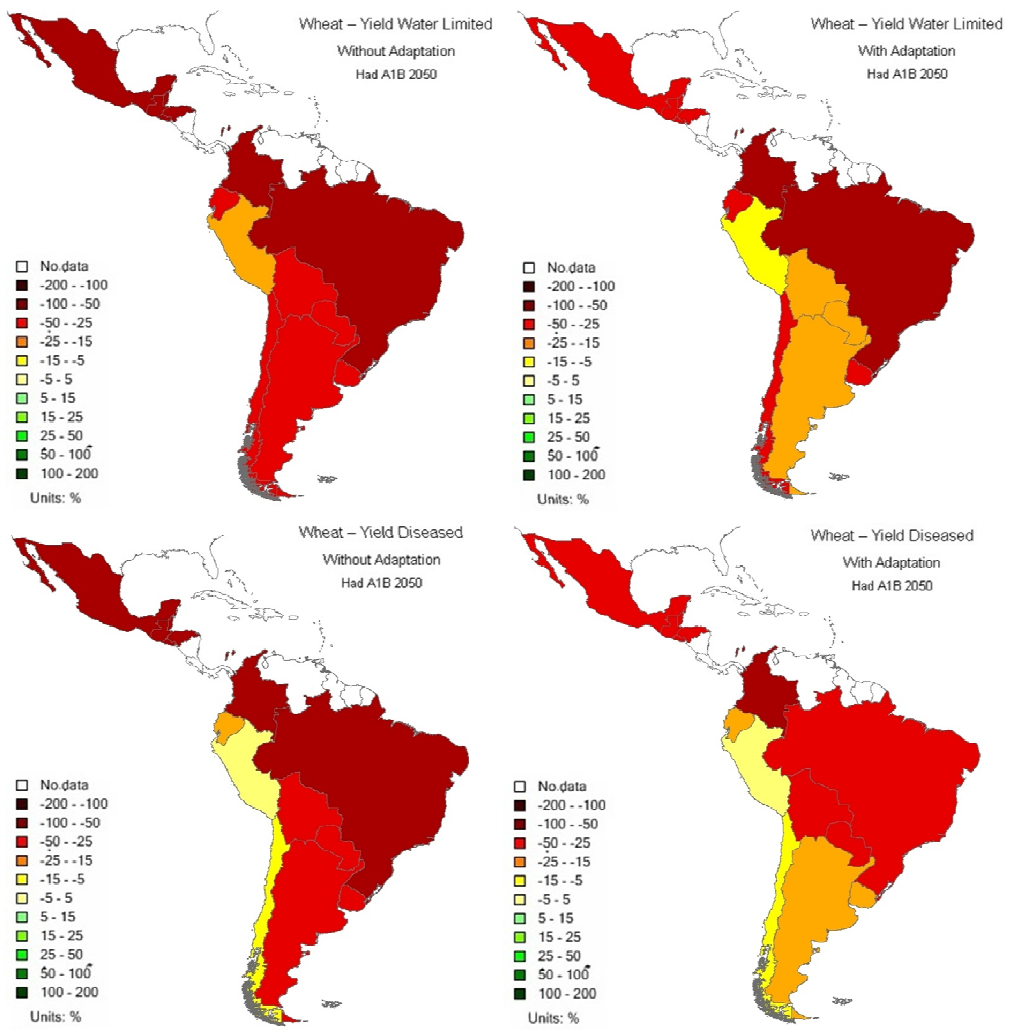 Wheat – Yield Water Limited
Without Adaptation
Had A1B 2050
No.data
-200 - -100
-100 - -50
-50 - -25
-25 - -15
-15 - -5
-5 - 5
5 - 15
15 - 25
25 - 50
50 - 100
100 - 200
Units: %
Wheat – Yield Water Limited
With Adaptation
Had A1B 2050
No.data
-200 - -100
-100 - -50
-50 - -25
-25 - -15
-15 - -5
-5 - 5
5 - 15
15 - 25
25 - 50
50 - 100
100 - 200
Units: %
Wheat – Yield Diseased
Without Adaptation
Had A1B 2050
No.data
-200 - -100
-100 - -50
-50 - -25
-25 - -15
-15 - -5
-5 - 5
5 - 15
15 - 25
25 - 50
50 - 100
100 - 200
Units: %
Wheat – Yield Diseased
With Adaptation
Had A1B 2050
No.data
-200 - -100
-100 - -50
-50 - -25
-25 - -15
-15 - -5
-5 - 5
5 - 15
15 - 25
25 - 50
50 - 100
100 - 200
Units: %